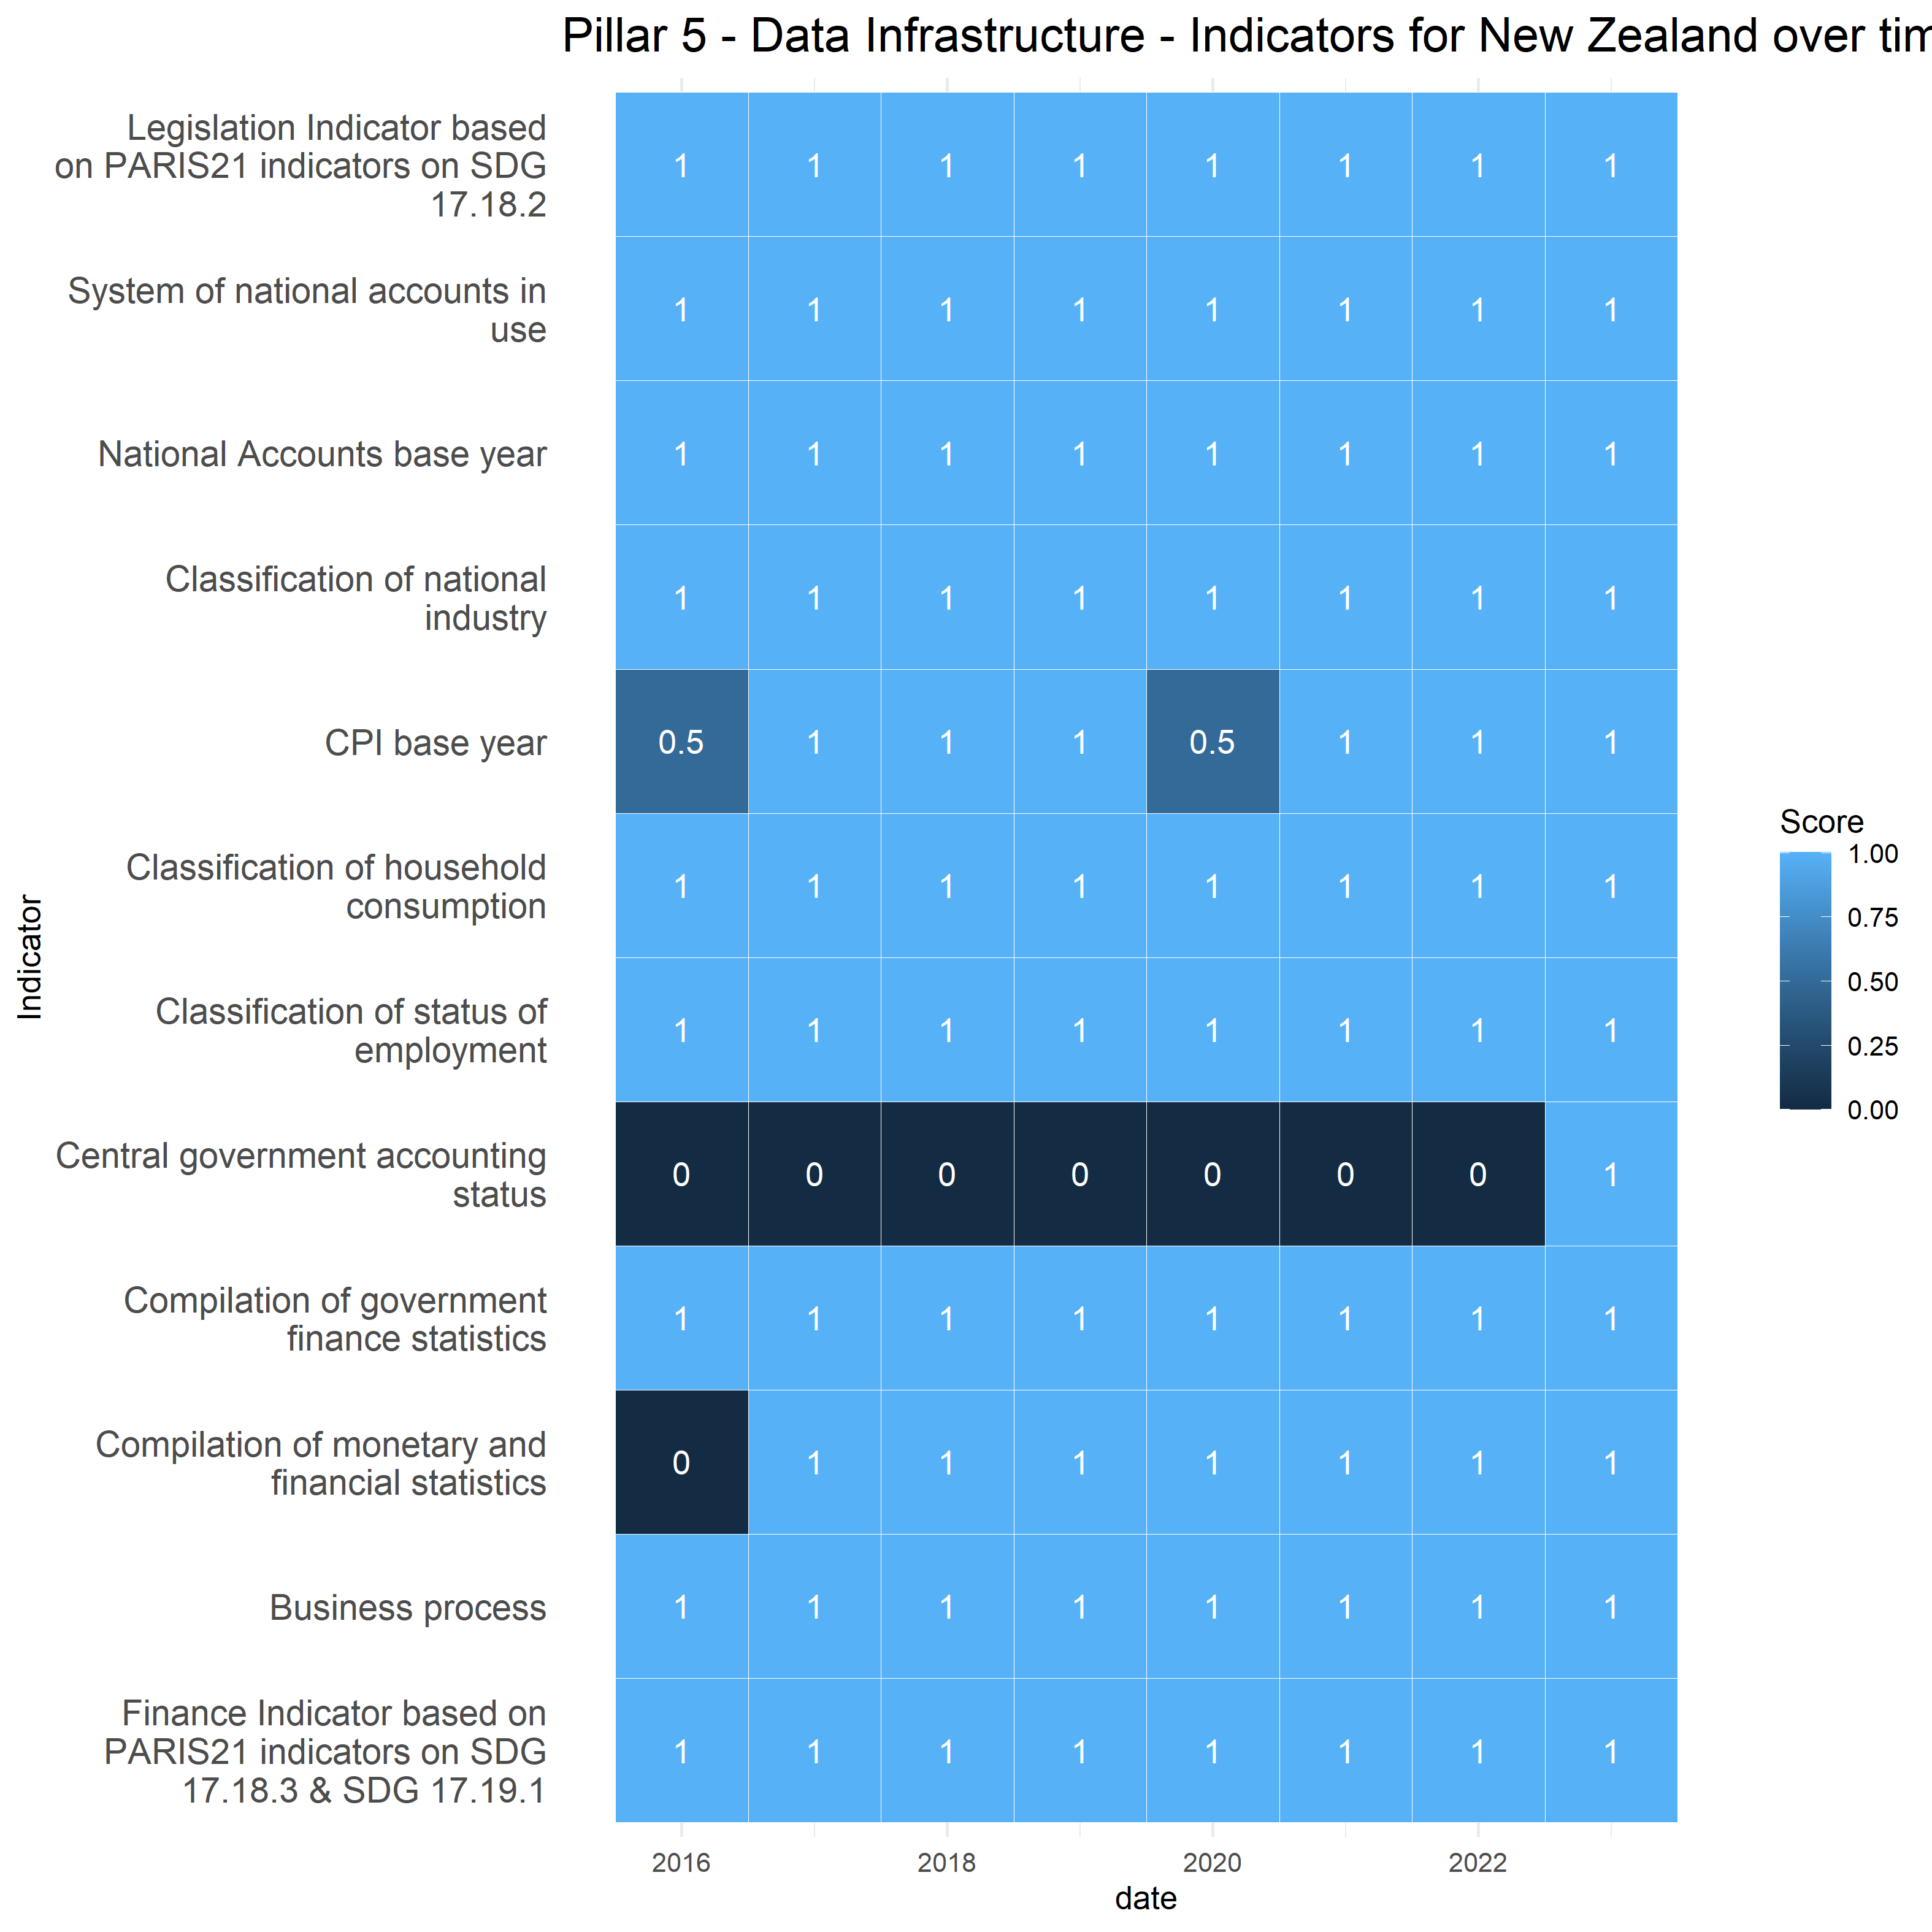 Pillar 5 - Data Infrastructure - Indicators for New Zealand over tim
Legislation Indicator based
on PARIS21 indicators on SDG
17.18.2
1 1 1 1 1 1 1 1
System of national accounts in
use
1 1 1 1 1 1 1 1
National Accounts base year
1 1 1 1 1 1 1 1
Classification of national
industry
1 1 1 1 1 1 1 1
CPI base year
0.5 1 1 1 0.5 1 1 1
Classification of household
consumption
1 1 1 1 1 1 1 1
Classification of status of
employment
1 1 1 1 1 1 1 1
Central government accounting
status
0 0 0 0 0 0 0 1
Compilation of government
finance statistics
1 1 1 1 1 1 1 1
Compilation of monetary and
financial statistics
0 1 1 1 1 1 1 1
Business process
1 1 1 1 1 1 1 1
Finance Indicator based on
PARIS21 indicators on SDG
17.18.3 & SDG 17.19.1
1 1 1 1 1 1 1 1
Indicator
2016 2018 2020 2022
date
Score
1.00
0.75
0.50
0.25
0.00